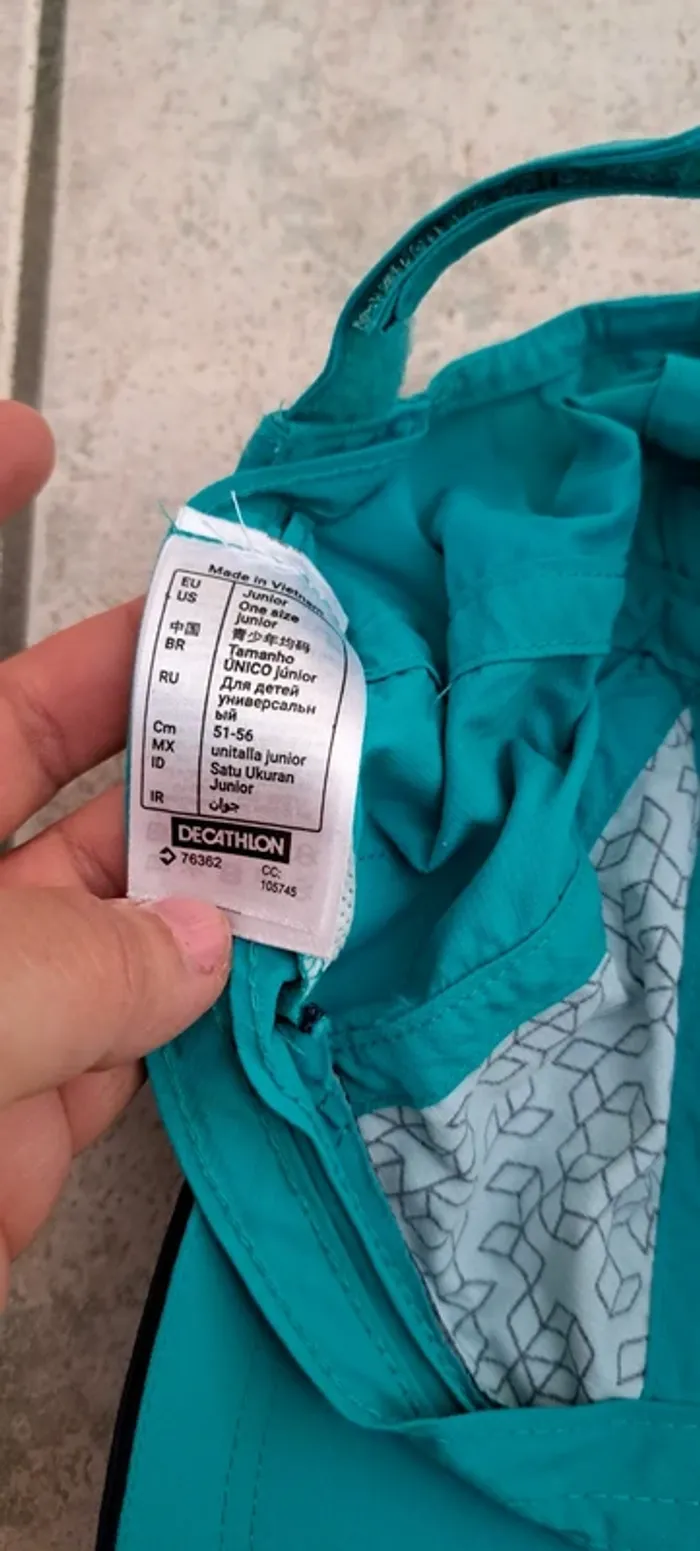 Made in Vietnam
EU Junior
US One size
junior
中国 青少年均码
BR Tamanho
ÚNICO júnior
RU Для детей
универсальн
ый
Cm 51-56
MX unitalla junior
ID Satu Ukuran
Junior
IR جوان
DECATHLON
76362 CC:
105745